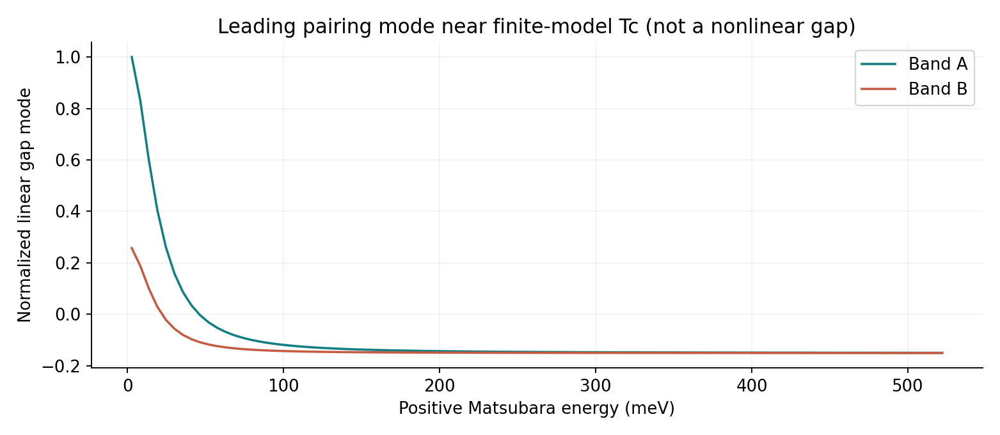 Leading pairing mode near finite-model Tc (not a nonlinear gap)
Band A
Band B
Normalized linear gap mode
1.0
0.8
0.6
0.4
0.2
0.0
−0.2
0
100
200
300
400
500
Positive Matsubara energy (meV)